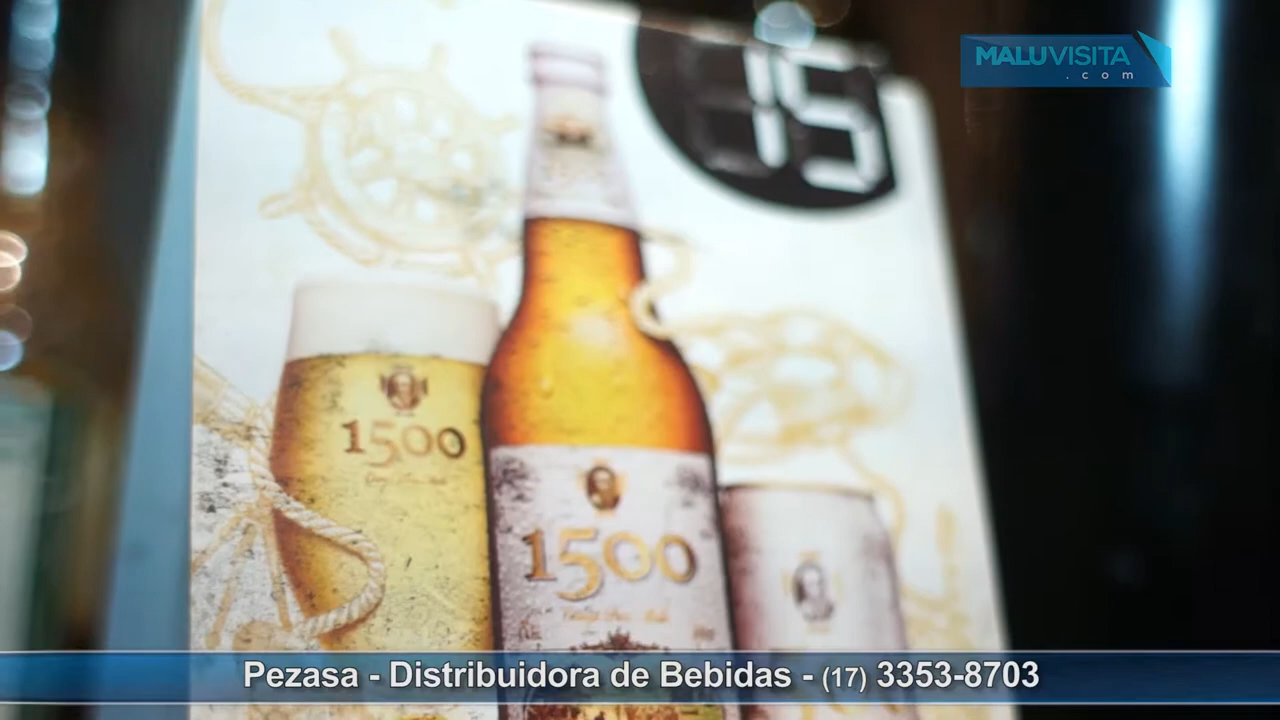 MALUVISITA
.com
15
1500
1500
Pezasa - Distribuidora de Bebidas - (17) 3353-8703